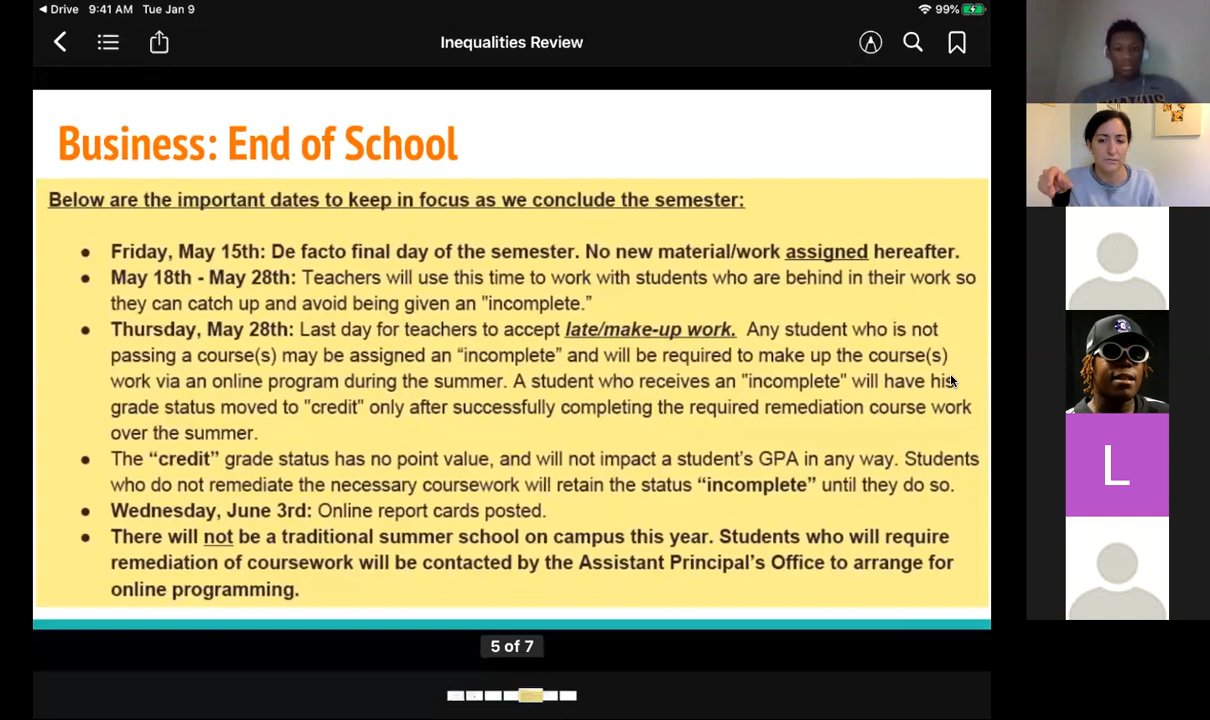 Drive 9:41 AM Tue Jan 9
99%
Inequalities Review
Business: End of School
Below are the important dates to keep in focus as we conclude the semester:
Friday, May 15th: De facto final day of the semester. No new material/work assigned hereafter.
May 18th - May 28th: Teachers will use this time to work with students who are behind in their work so
they can catch up and avoid being given an "incomplete."
Thursday, May 28th: Last day for teachers to accept late/make-up work. Any student who is not
passing a course(s) may be assigned an “incomplete” and will be required to make up the course(s)
work via an online program during the summer. A student who receives an "incomplete" will have his
grade status moved to "credit" only after successfully completing the required remediation course work
over the summer.
The “credit” grade status has no point value, and will not impact a student’s GPA in any way. Students
who do not remediate the necessary coursework will retain the status “incomplete” until they do so.
Wednesday, June 3rd: Online report cards posted.
There will not be a traditional summer school on campus this year. Students who will require
remediation of coursework will be contacted by the Assistant Principal’s Office to arrange for
online programming.
5 of 7
L